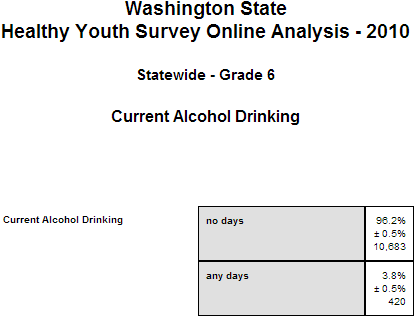 Washington State
Healthy Youth Survey Online Analysis - 2010
Statewide - Grade 6
Current Alcohol Drinking
Current Alcohol Drinking
no days
96.2%
± 0.5%
10,683
any days
3.8%
± 0.5%
420